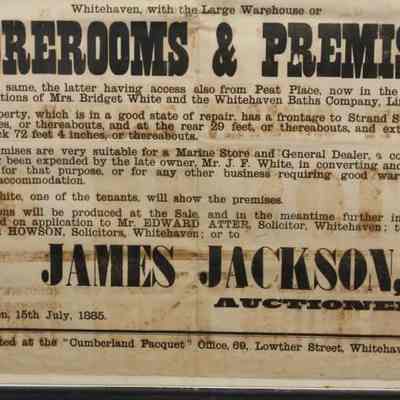 Whitehaven, with the Large Warehouse or
REROOMS & PREMIS
same, the latter having access also from Peat Place, now in the
tions of Mrs. Bridget White and the Whitehaven Baths Company, Li
perty, which is in a good state of repair, has a frontage to Strand S
es, or thereabouts, and at the rear 29 feet, or thereabouts, and ext
ck 72 feet 4 inches, or thereabouts.
mises are very suitable for a Marine Store and General Dealer, a co
been expended by the late owner, Mr. J. F. White, in converting and
for that purpose, or for any other business requiring good war
accommodation.
hite, one of the tenants, will show the premises.
ns will be produced at the Sale, and in the meantime further in
d on application to Mr. EDWARD ATTER, Solicitor, Whitehaven; t
HOWSON, Solicitors, Whitehaven; or to
JAMES JACKSON,
AUCTIONE
n, 15th July, 1885.
ted at the "Cumberland Pacquet" Office, 69, Lowther Street, Whiteha